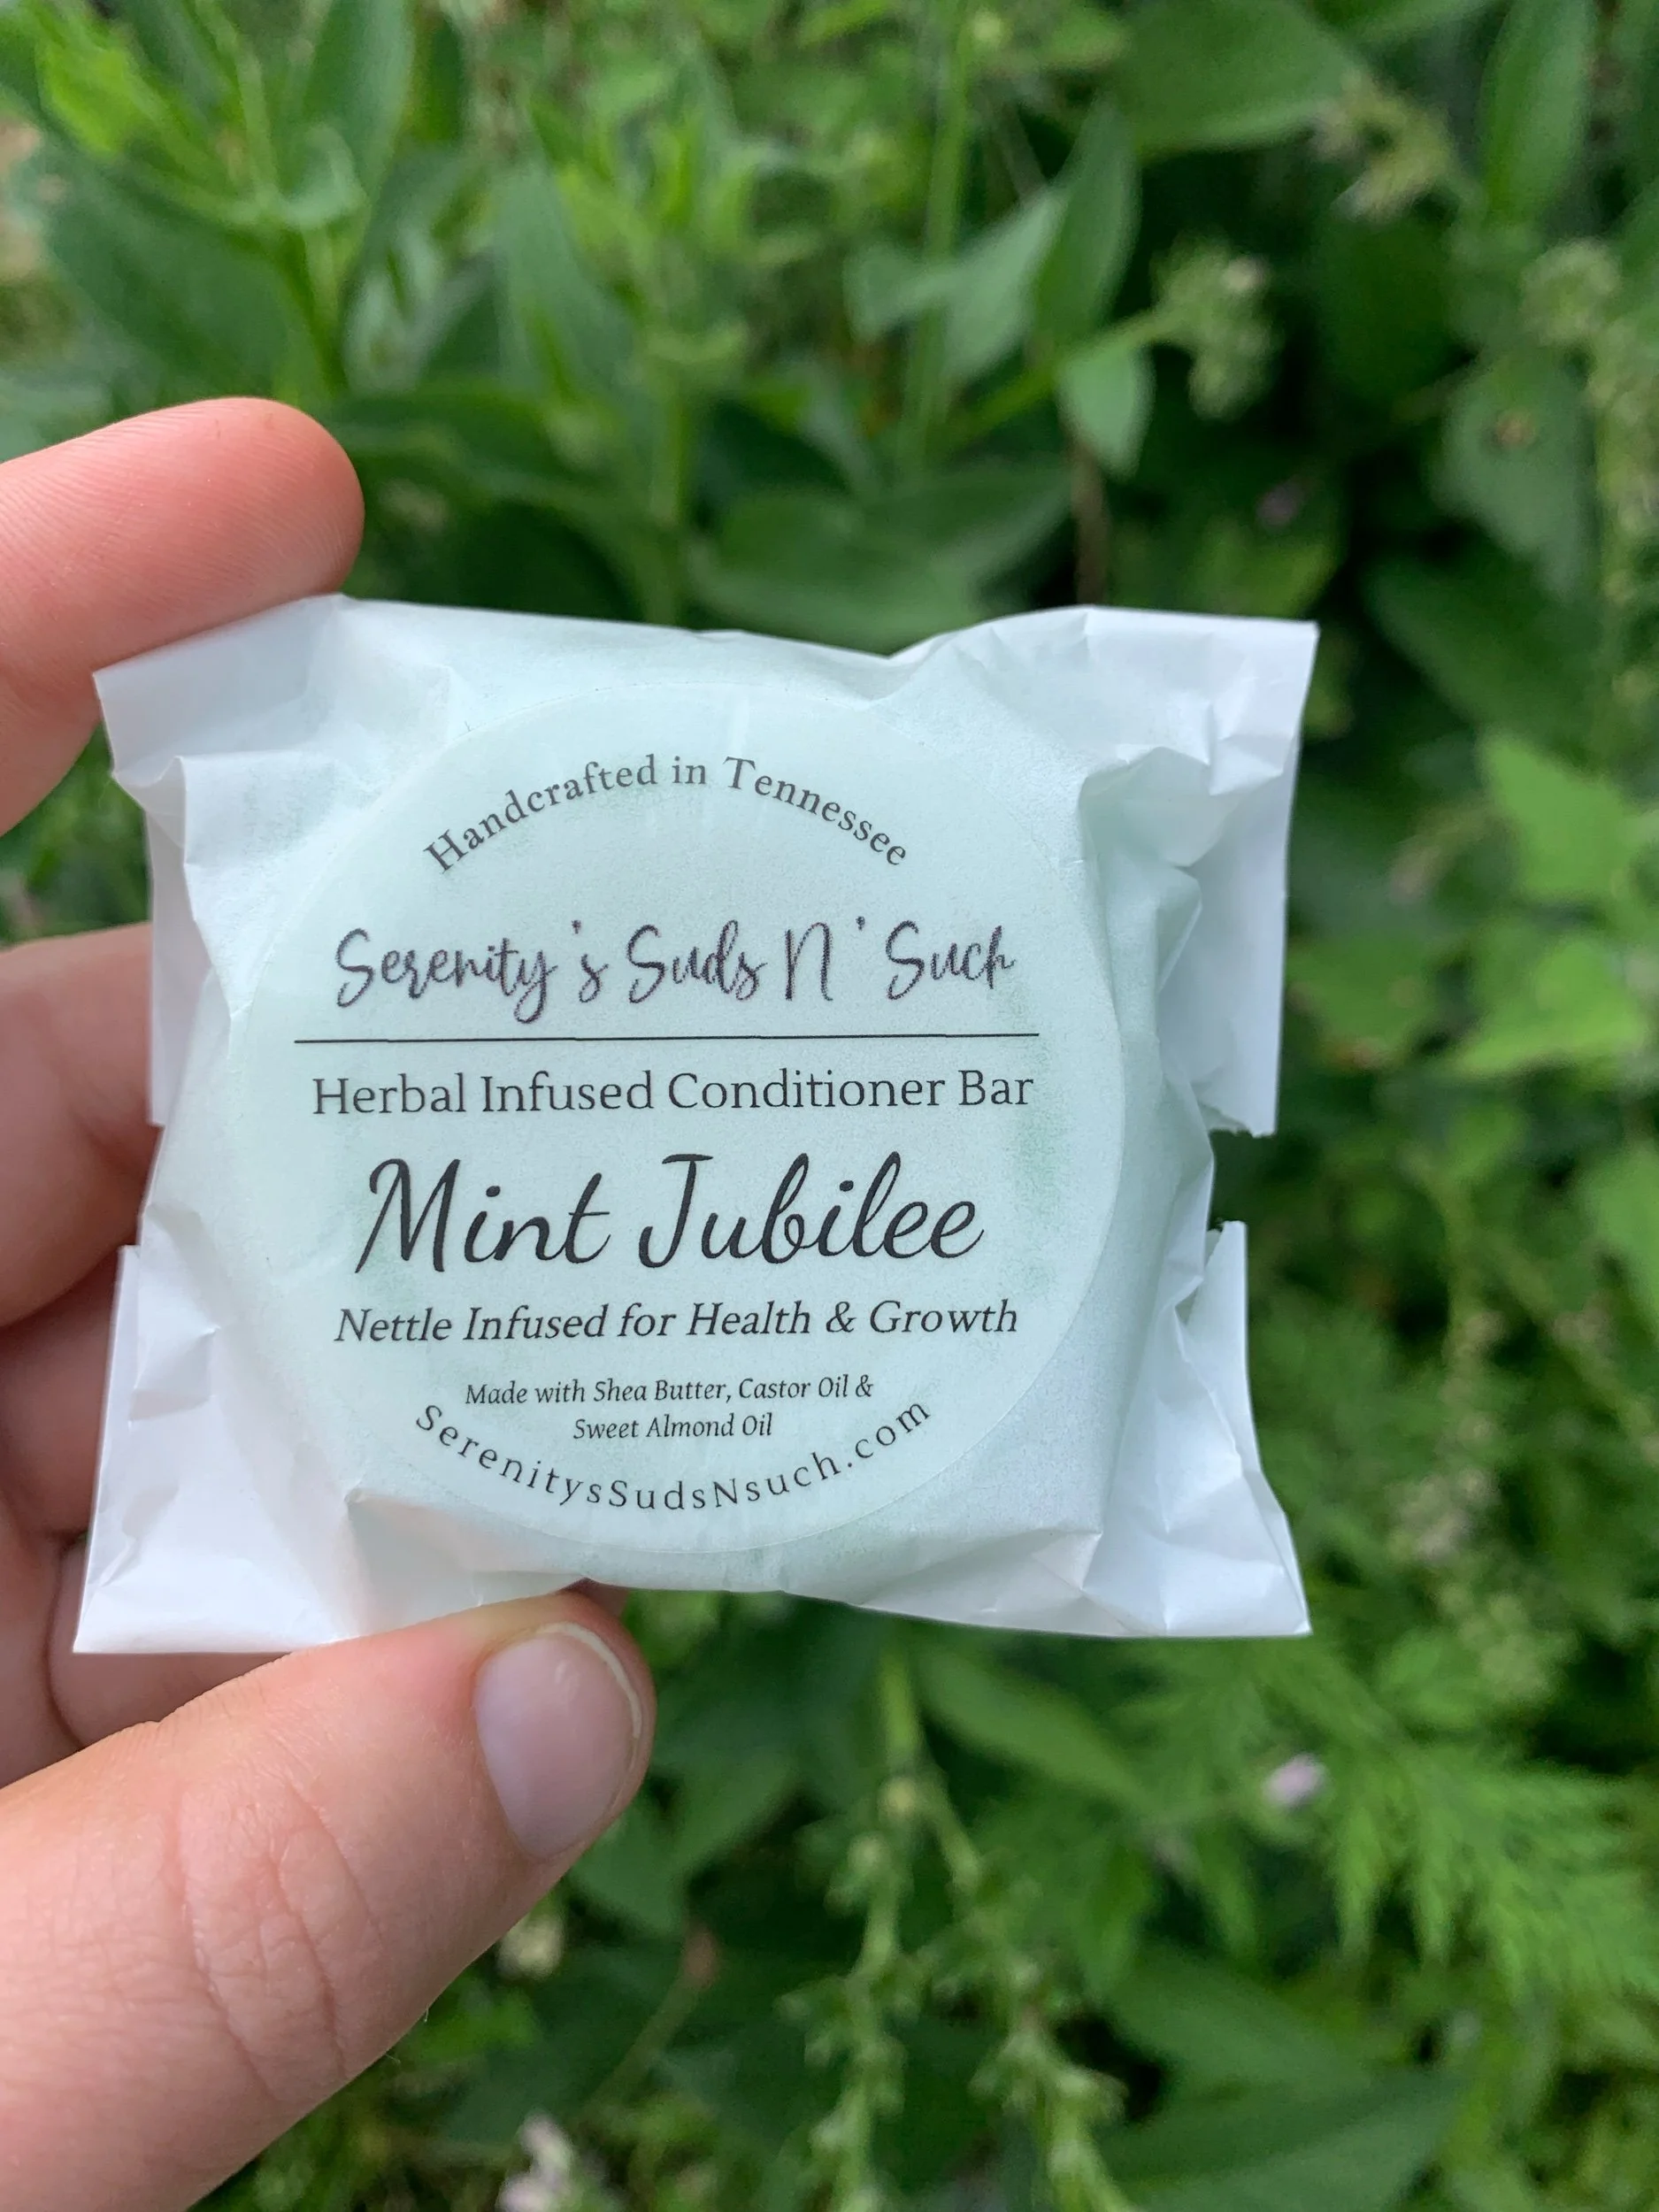 Handcrafted in Tennessee
Serenity's Suds N' Such
Herbal Infused Conditioner Bar
Mint Jubilee
Nettle Infused for Health & Growth
Made with Shea Butter, Castor Oil &
Sweet Almond Oil
SerenitysSudsNsuch.com